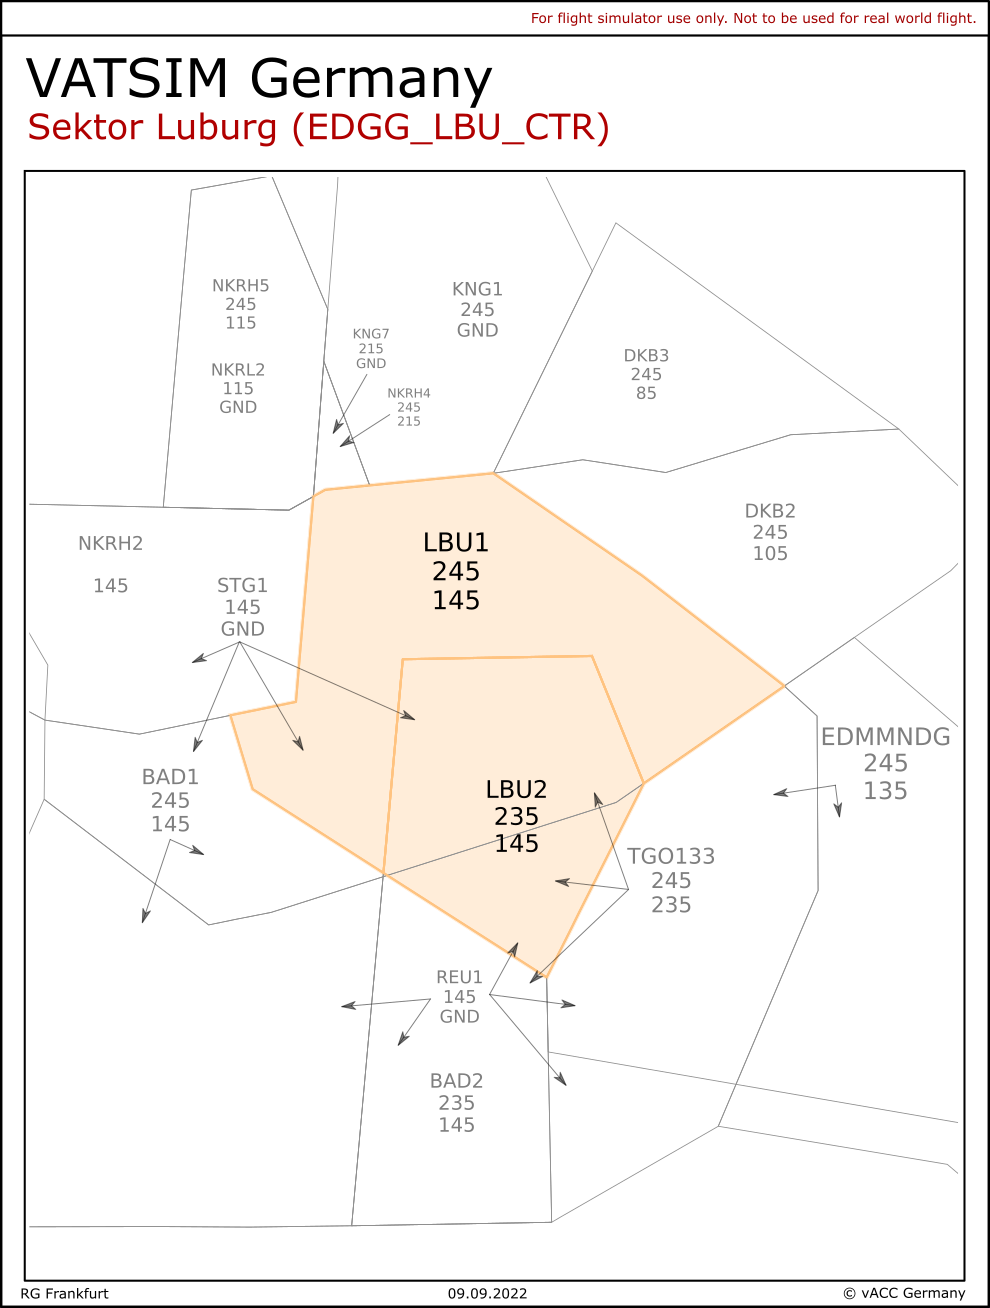 For flight simulator use only. Not to be used for real world flight.
VATSIM Germany
Sektor Luburg (EDGG_LBU_CTR)
NKRH5
245
115
NKRL2
115
GND
KNG1
245
GND
KNG7
215
GND
NKRH4
245
215
DKB3
245
85
DKB2
245
105
NKRH2
145
STG1
145
GND
LBU1
245
145
BAD1
245
145
LBU2
235
145
EDMMNDG
245
135
TGO133
245
235
REU1
145
GND
BAD2
235
145
RG Frankfurt
09.09.2022
© vACC Germany